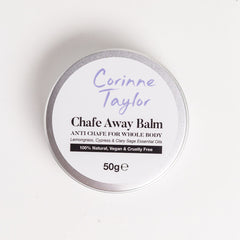 Corinne
Taylor
Chafe Away Balm
ANTI CHAFE FOR WHOLE BODY
Lemongrass, Cypress & Clary Sage Essential Oils
100% Natural, Vegan & Cruelty Free
50g℮